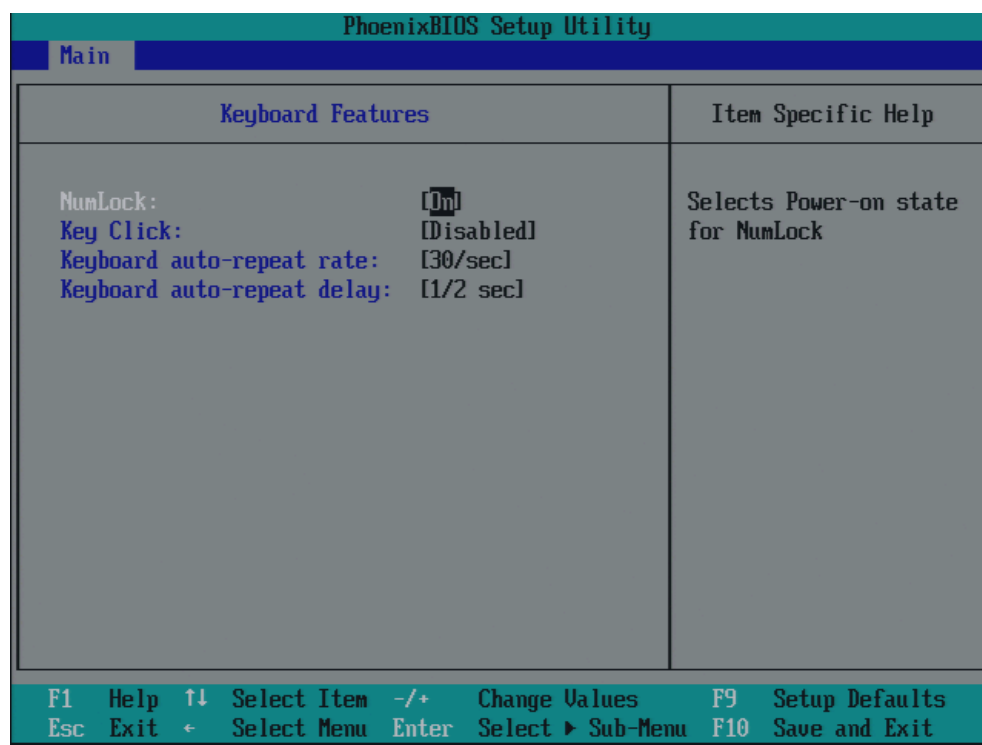 PhoenixBIOS Setup Utility
Main
Keyboard Features
Item Specific Help
NumLock: [On]
Key Click: [Disabled]
Keyboard auto-repeat rate: [30/sec]
Keyboard auto-repeat delay: [1/2 sec]
Selects Power-on state
for NumLock
F1 Help ↑↓ Select Item -/+ Change Values F9 Setup Defaults
Esc Exit ← Select Menu Enter Select ▶ Sub-Menu F10 Save and Exit